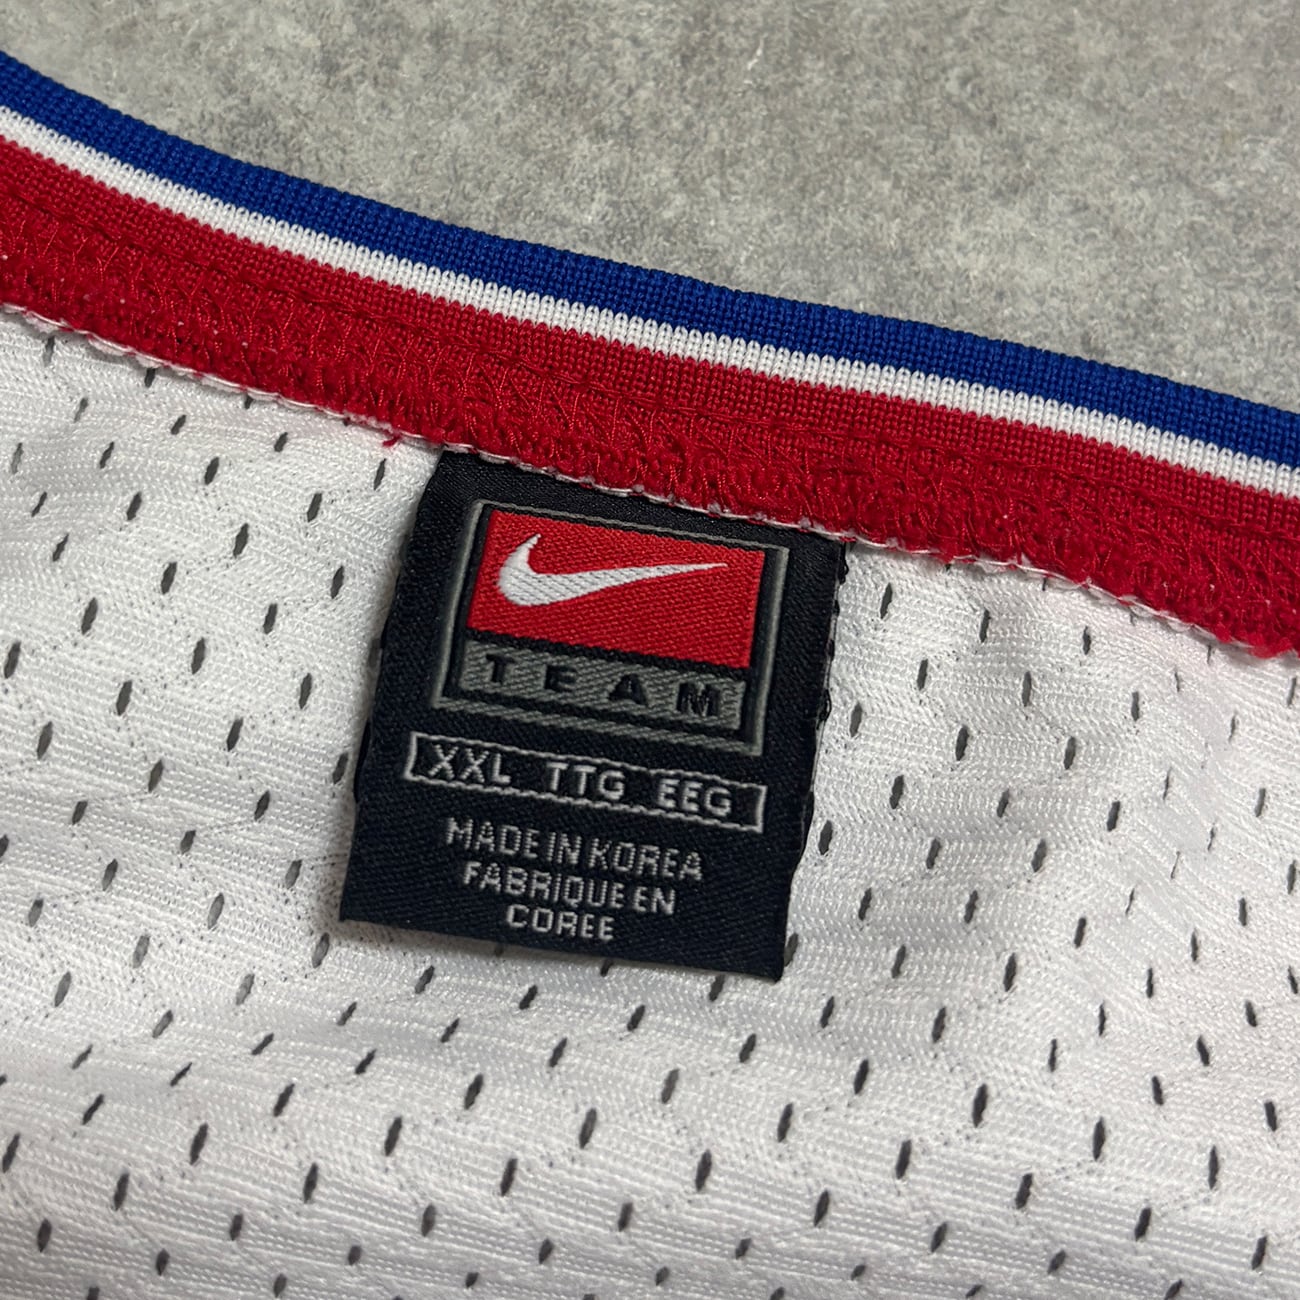 TEAM
XXL TTG EEG
MADE IN KOREA
FABRIQUE EN
COREE